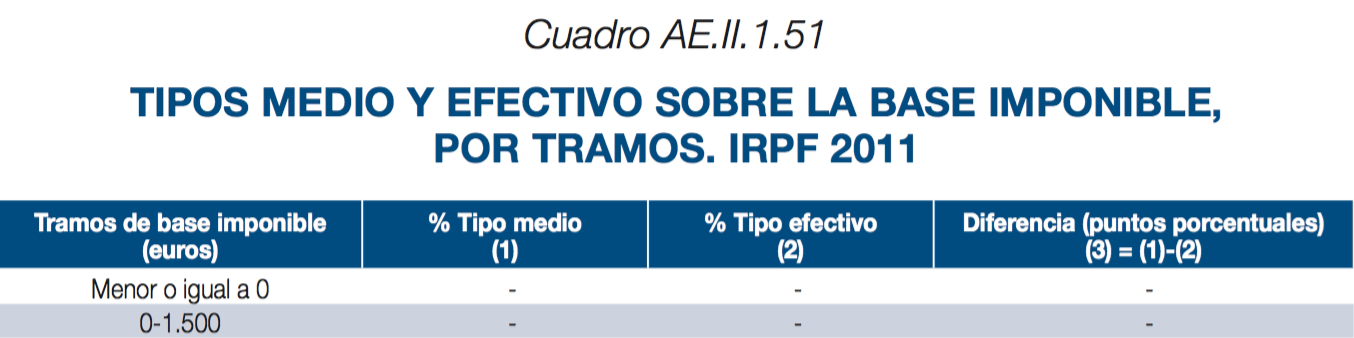 Cuadro AE.II.1.51
TIPOS MEDIO Y EFECTIVO SOBRE LA BASE IMPONIBLE,
POR TRAMOS. IRPF 2011
Tramos de base imponible (euros) % Tipo medio (1) % Tipo efectivo (2) Diferencia (puntos porcentuales) (3) = (1)-(2)
Menor o igual a 0 - - -
0-1.500 - - -